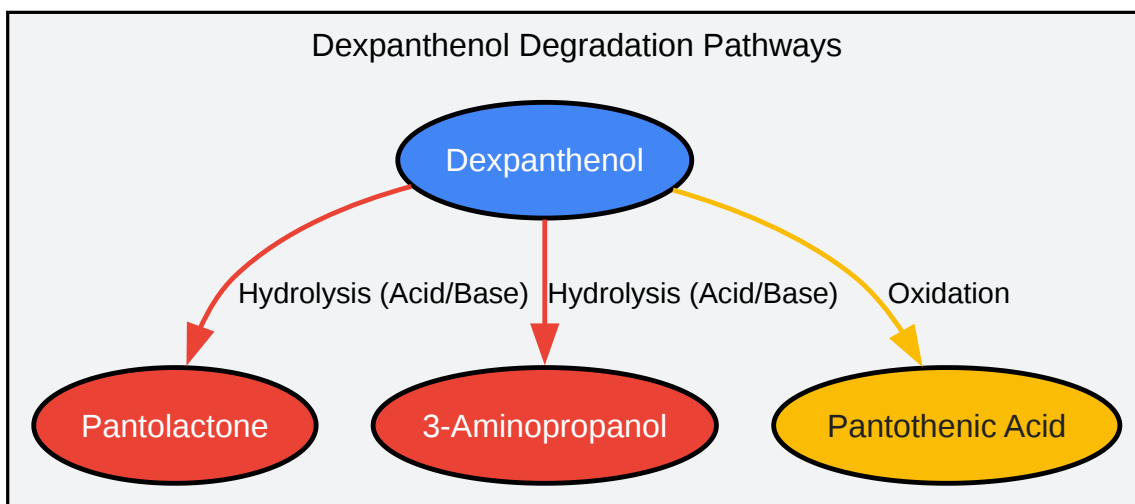 Dexpanthenol Degradation Pathways
Dexpanthenol
Hydrolysis (Acid/Base)
Hydrolysis (Acid/Base)
Oxidation
Pantolactone
3-Aminopropanol
Pantothenic Acid